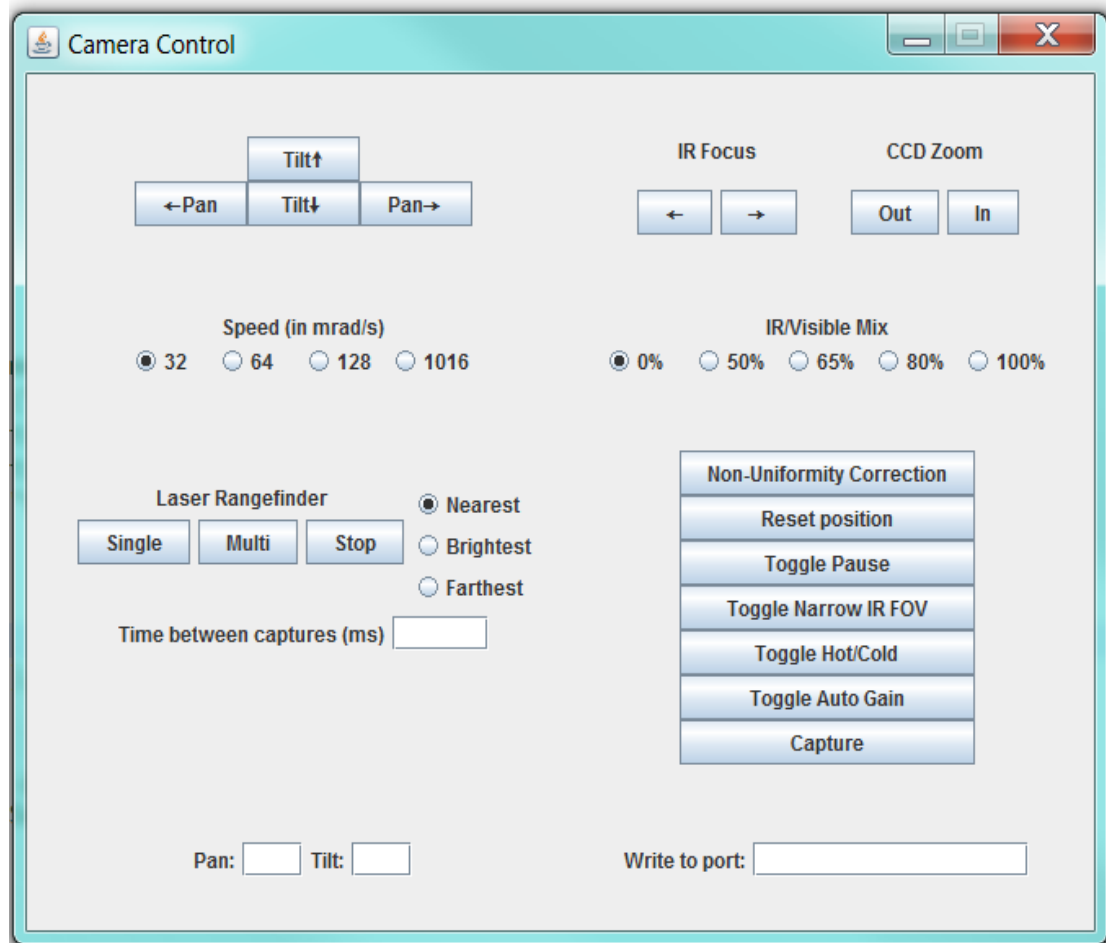 Camera Control
Tilt↑
←Pan Tilt↓ Pan→
IR Focus CCD Zoom
← → Out In
Speed (in mrad/s)
32 64 128 1016
IR/Visible Mix
0% 50% 65% 80% 100%
Laser Rangefinder
Single Multi Stop
Nearest
Brightest
Farthest
Time between captures (ms)
Non-Uniformity Correction
Reset position
Toggle Pause
Toggle Narrow IR FOV
Toggle Hot/Cold
Toggle Auto Gain
Capture
Pan: Tilt:
Write to port: